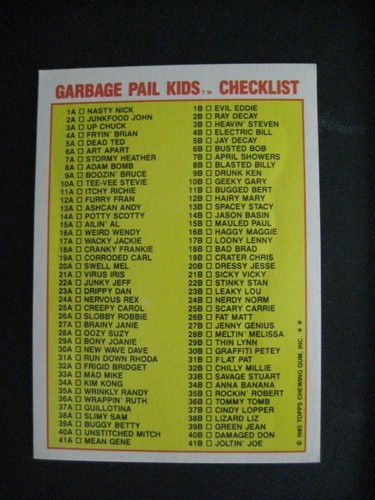 GARBAGE PAIL KIDS™ CHECKLIST
1A ☐ NASTY NICK
2A ☐ JUNKFOOD JOHN
3A ☐ UP CHUCK
4A ☐ FRYIN' BRIAN
5A ☐ DEAD TED
6A ☐ ART APART
7A ☐ STORMY HEATHER
8A ☐ ADAM BOMB
9A ☐ BOOZIN' BRUCE
10A ☐ TEE-VEE STEVIE
11A ☐ ITCHY RICHIE
12A ☐ FURRY FRAN
13A ☐ ASHCAN ANDY
14A ☐ POTTY SCOTTY
15A ☐ AILIN' AL
16A ☐ WEIRD WENDY
17A ☐ WACKY JACKIE
18A ☐ CRANKY FRANKIE
19A ☐ CORRODED CARL
20A ☐ SWELL MEL
21A ☐ VIRUS IRIS
22A ☐ JUNKY JEFF
23A ☐ DRIPPY DAN
24A ☐ NERVOUS REX
25A ☐ CREEPY CAROL
26A ☐ SLOBBY ROBBIE
27A ☐ BRAINY JANIE
28A ☐ OOZY SUZY
29A ☐ BONY JOANIE
30A ☐ NEW WAVE DAVE
31A ☐ RUN DOWN RHODA
32A ☐ FRIGID BRIDGET
33A ☐ MAD MIKE
34A ☐ KIM KONG
35A ☐ WRINKLY RANDY
36A ☐ WRAPPIN' RUTH
37A ☐ GUILLOTINA
38A ☐ SLIMY SAM
39A ☐ BUGGY BETTY
40A ☐ UNSTITCHED MITCH
41A ☐ MEAN GENE
1B ☐ EVIL EDDIE
2B ☐ RAY DECAY
3B ☐ HEAVIN' STEVEN
4B ☐ ELECTRIC BILL
5B ☐ JAY DECAY
6B ☐ BUSTED BOB
7B ☐ APRIL SHOWERS
8B ☐ BLASTED BILLY
9B ☐ DRUNK KEN
10B ☐ GEEKY GARY
11B ☐ BUGGED BERT
12B ☐ HAIRY MARY
13B ☐ SPACEY STACY
14B ☐ JASON BASIN
15B ☐ MAULED PAUL
16B ☐ HAGGY MAGGIE
17B ☐ LOONY LENNY
18B ☐ BAD BRAD
19B ☐ CRATER CHRIS
20B ☐ DRESSY JESSE
21B ☐ SICKY VICKY
22B ☐ STINKY STAN
23B ☐ LEAKY LOU
24B ☐ NERDY NORM
25B ☐ SCARY CARRIE
26B ☐ FAT MATT
27B ☐ JENNY GENIUS
28B ☐ MELTIN' MELISSA
29B ☐ THIN LYNN
30B ☐ GRAFFITI PETEY
31B ☐ FLAT PAT
32B ☐ CHILLY MILLIE
33B ☐ SAVAGE STUART
34B ☐ ANNA BANANA
35B ☐ ROCKIN' ROBERT
36B ☐ TOMMY TOMB
37B ☐ CINDY LOPPER
38B ☐ LIZARD LIZ
39B ☐ GREEN JEAN
40B ☐ DAMAGED DON
41B ☐ JOLTIN' JOE
© 1985 TOPPS CHEWING GUM, INC. **